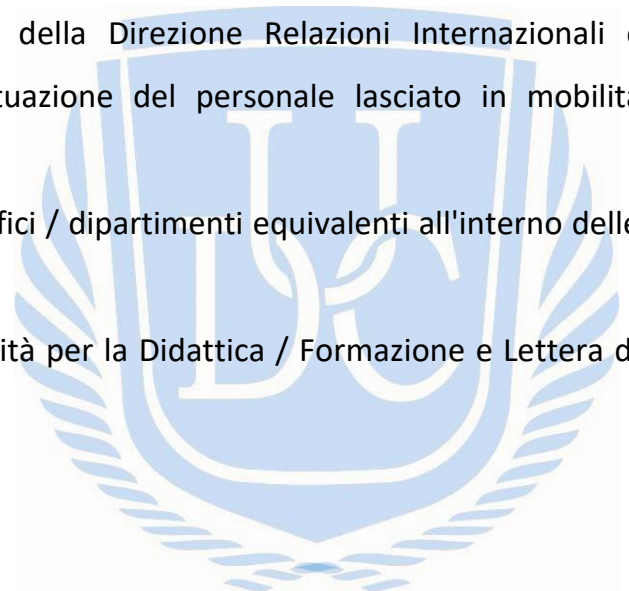 della Direzione Relazioni Internazionali
tuazione del personale lasciato in mobilit
fici / dipartimenti equivalenti all'interno delle
ità per la Didattica / Formazione e Lettera d
UDC